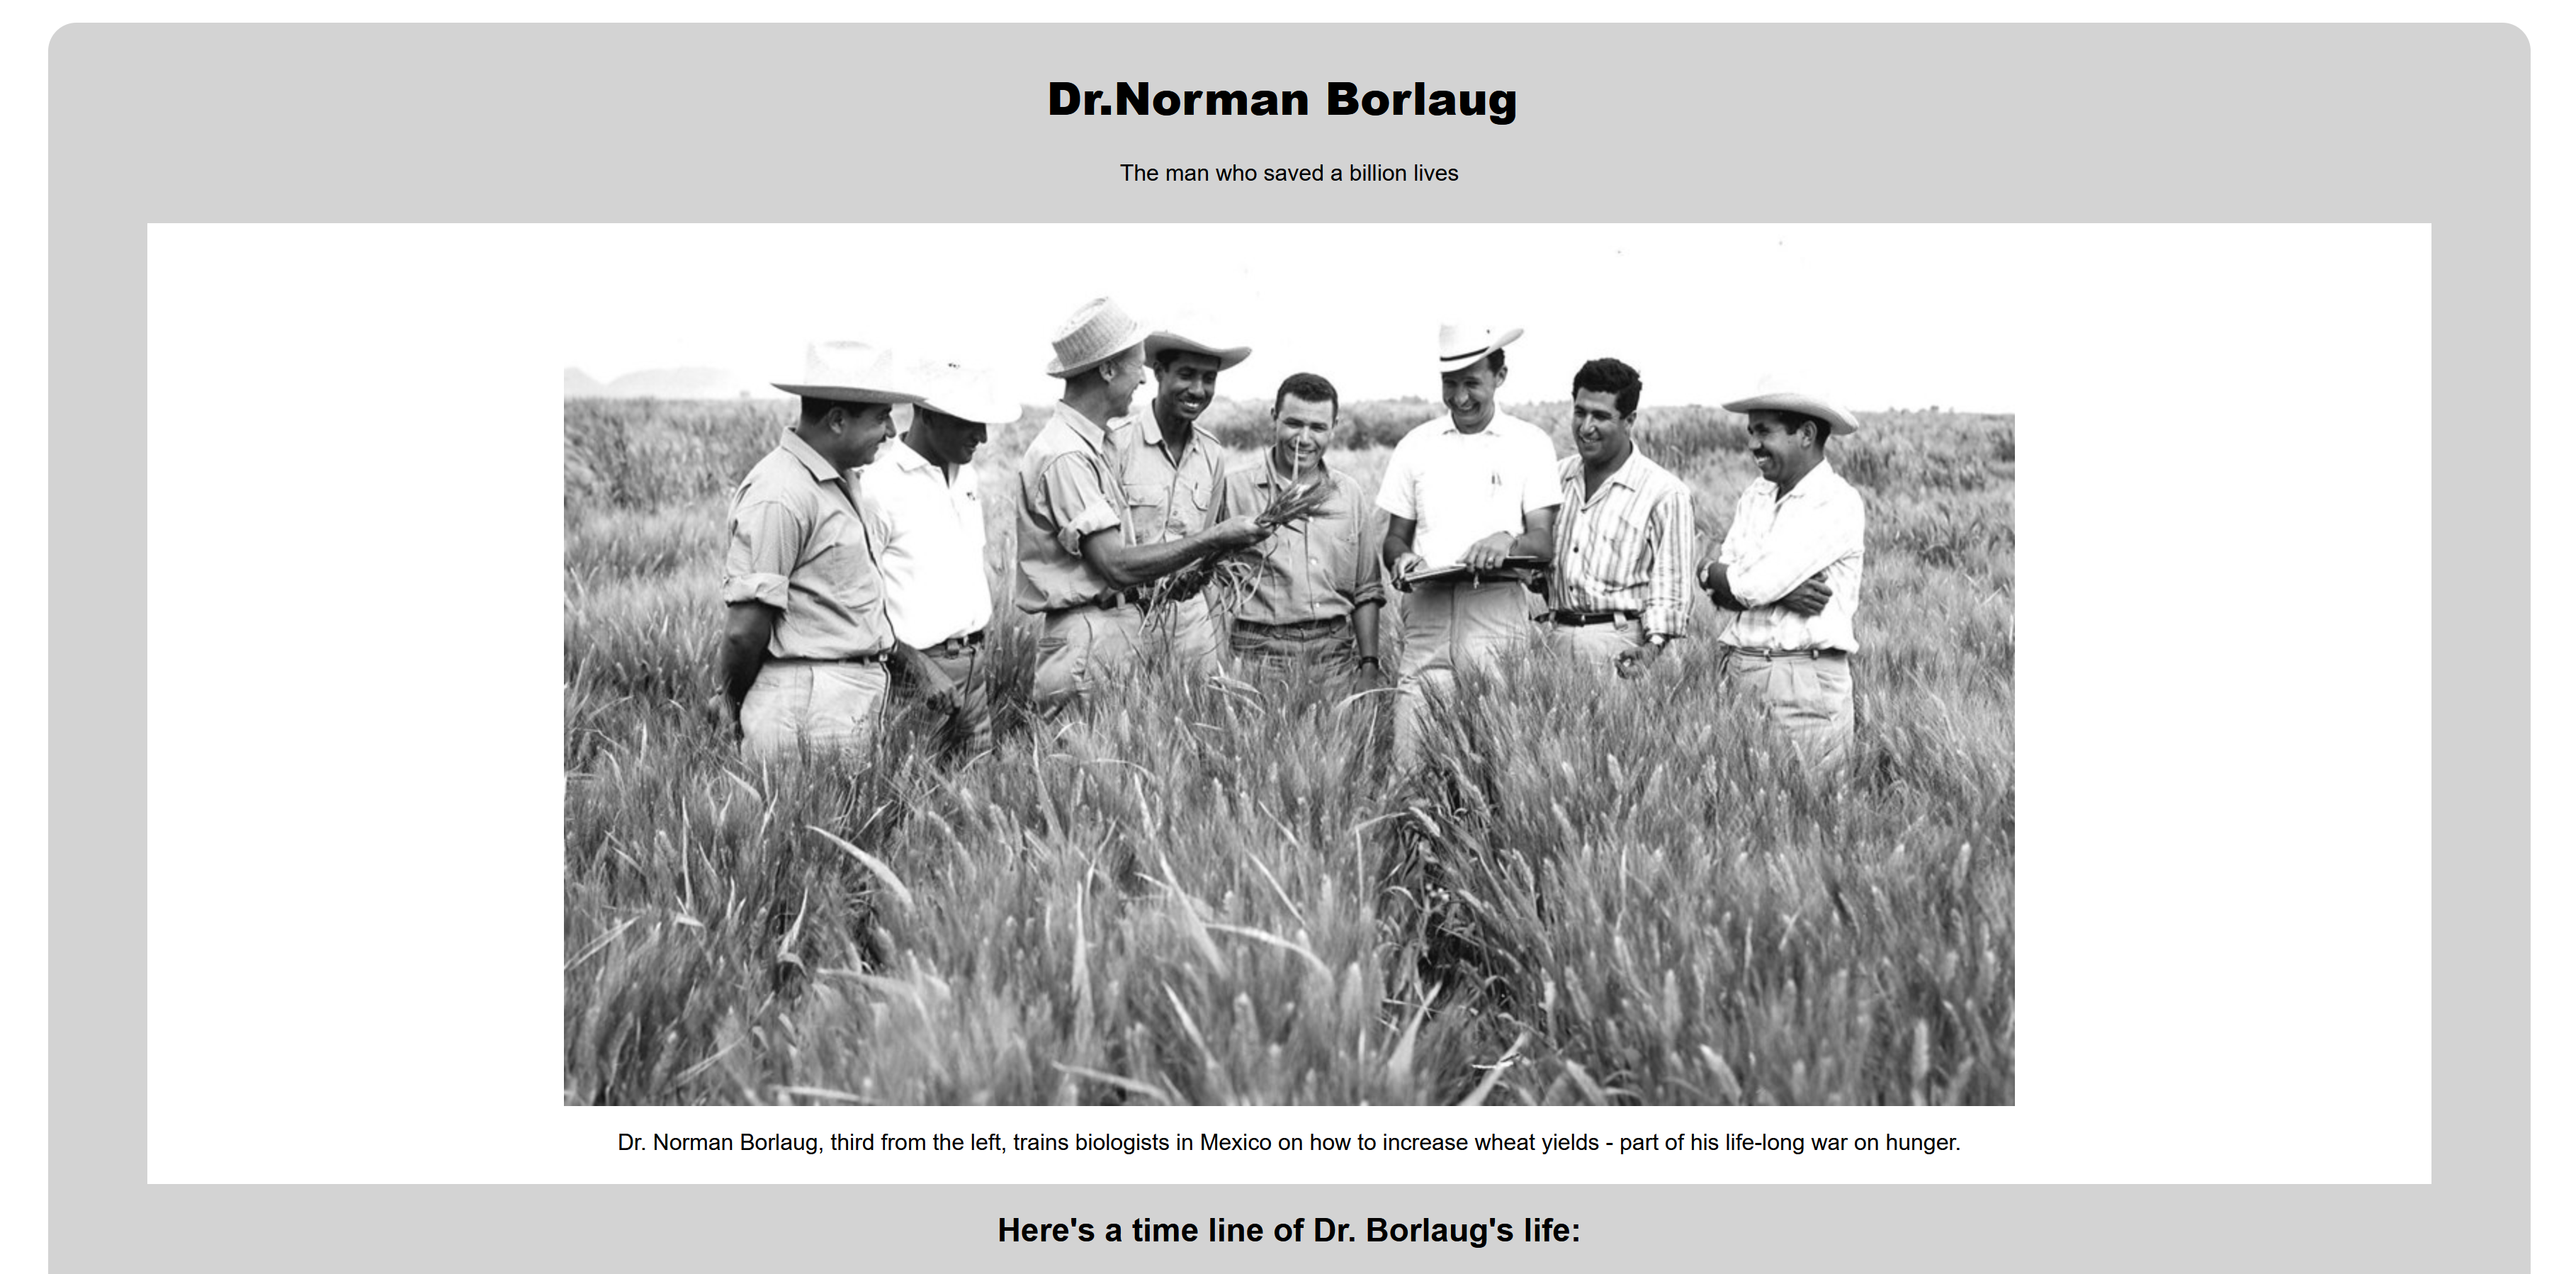 Dr.Norman Borlaug
The man who saved a billion lives
Dr. Norman Borlaug, third from the left, trains biologists in Mexico on how to increase wheat yields - part of his life-long war on hunger.
Here's a time line of Dr. Borlaug's life: